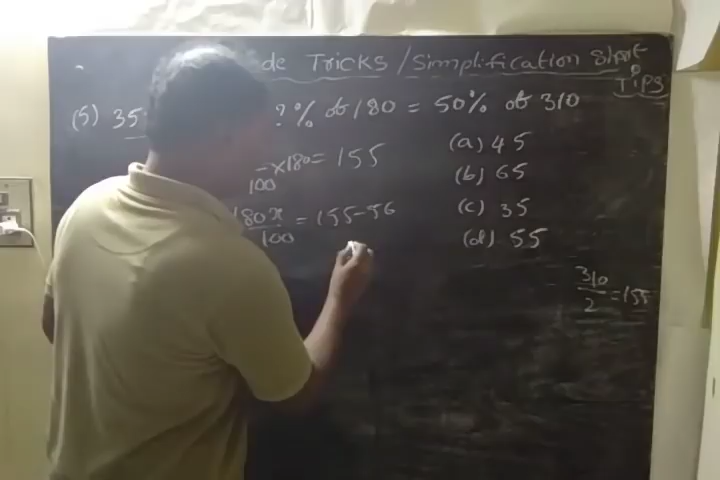 de Tricks / Simplification Short
Tips
(5) 35 ?% of 180 = 50% of 310
100 × 180 = 155
180x/100 = 155-56
(a) 45
(b) 65
(c) 35
(d) 55
310/2 = 155